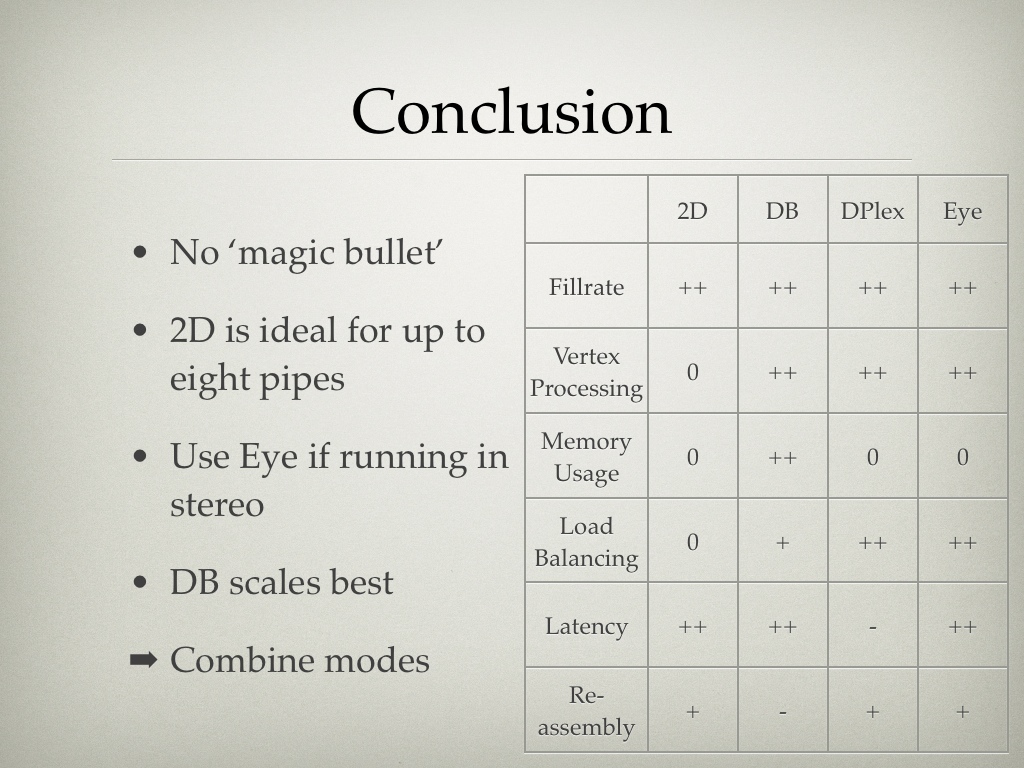 Conclusion
• No ‘magic bullet’
• 2D is ideal for up to
eight pipes
• Use Eye if running in
stereo
• DB scales best
➡ Combine modes
2D DB DPlex Eye
Fillrate ++ ++ ++ ++
Vertex
Processing 0 ++ ++ ++
Memory
Usage 0 ++ 0 0
Load
Balancing 0 + ++ ++
Latency ++ ++ - ++
Re-
assembly + - + +